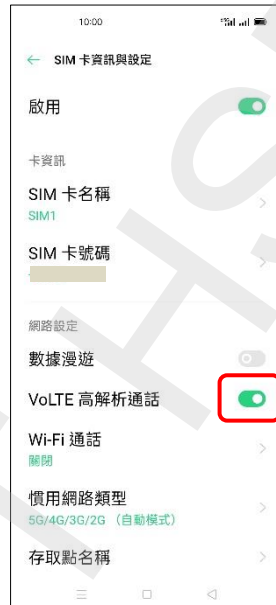 10:00
SIM 卡資訊與設定
啟用
卡資訊
SIM 卡名稱
SIM1
SIM 卡號碼
網路設定
數據漫遊
VoLTE 高解析通話
Wi-Fi 通話
關閉
慣用網路類型
5G/4G/3G/2G （自動模式）
存取點名稱